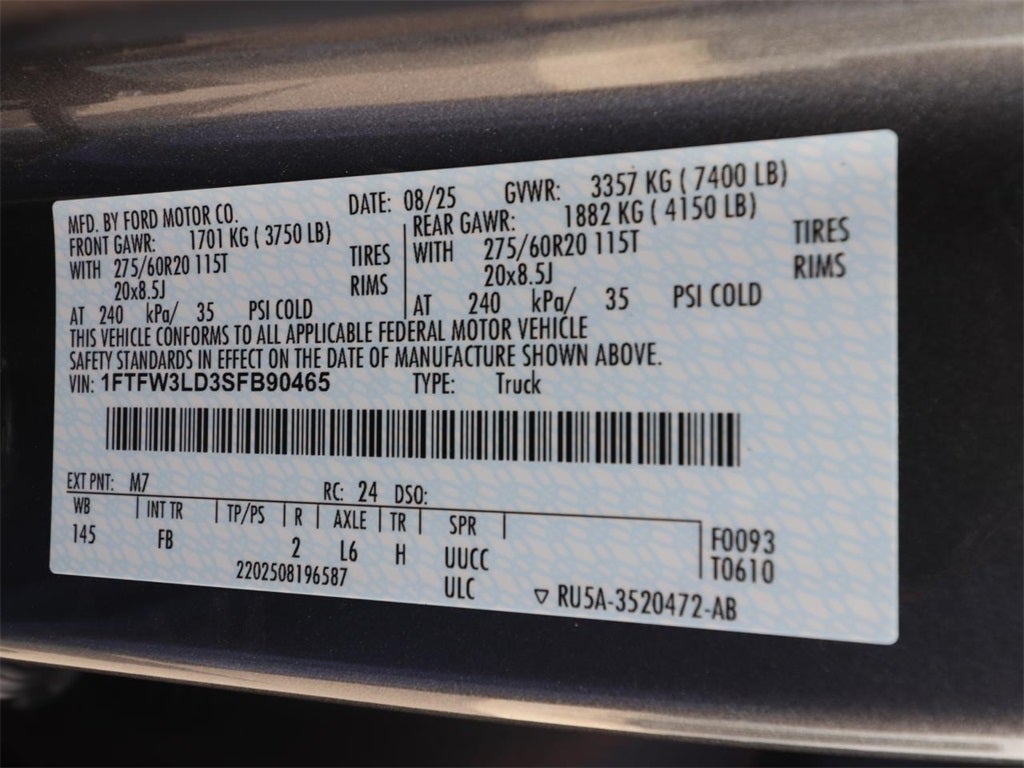 MFD. BY FORD MOTOR CO. DATE: 08/25 GVWR: 3357 KG ( 7400 LB)
FRONT GAWR: 1701 KG ( 3750 LB) REAR GAWR: 1882 KG ( 4150 LB)
WITH 275/60R20 115T TIRES WITH 275/60R20 115T TIRES
20x8.5J RIMS 20x8.5J RIMS
AT 240 kPa/ 35 PSI COLD AT 240 kPa/ 35 PSI COLD
THIS VEHICLE CONFORMS TO ALL APPLICABLE FEDERAL MOTOR VEHICLE
SAFETY STANDARDS IN EFFECT ON THE DATE OF MANUFACTURE SHOWN ABOVE.
VIN: 1FTFW3LD3SFB90465 TYPE: Truck
EXT PNT: M7 RC: 24 DSO:
WB INT TR TP/PS R AXLE TR SPR F0093
145 FB 2 L6 H UUCC T0610
2202508196587 ULC ▽ RU5A-3520472-AB